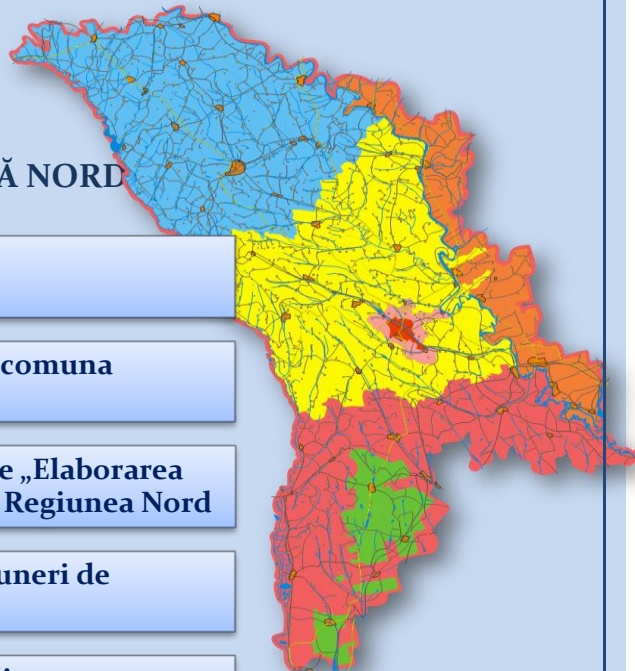 Ă NORD
comuna
e „Elaborarea
Regiunea Nord
uneri de